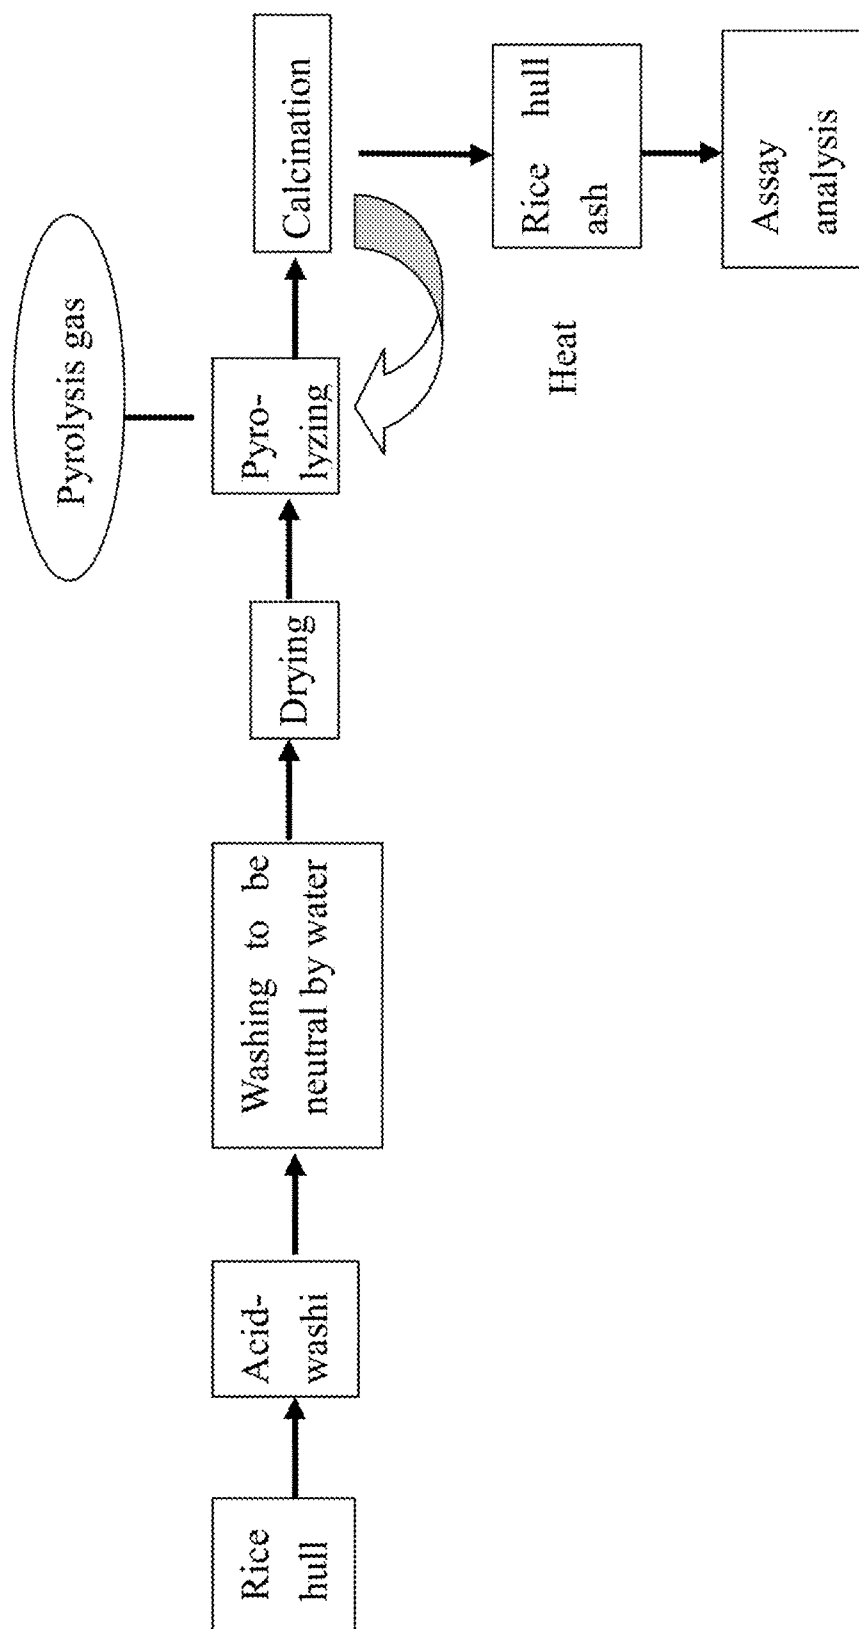 Rice
hull
Acid-
washi
Washing to be
neutral by water
Drying
Pyro-
lyzing
Pyrolysis gas
Calcination
Heat
Rice hull
ash
Assay
analysis